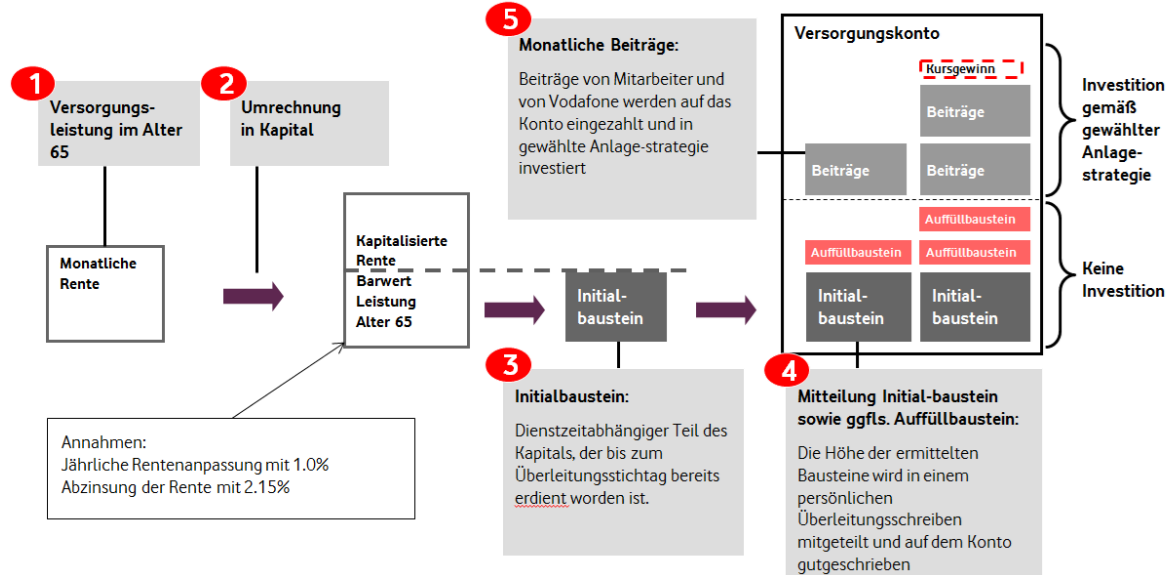 1
Versorgungs-
leistung im Alter
65
2
Umrechnung
in Kapital
Monatliche
Rente
Kapitalisierte
Rente
Barwert
Leistung
Alter 65
Annahmen:
Jährliche Rentenanpassung mit 1.0%
Abzinsung der Rente mit 2.15%
Initial-
baustein
3
Initialbaustein:
Dienstzeitabhängiger Teil des
Kapitals, der bis zum
Überleitungsstichtag bereits
erdient worden ist.
5
Monatliche Beiträge:
Beiträge von Mitarbeiter und
von Vodafone werden auf das
Konto eingezahlt und in
gewählte Anlage-strategie
investiert
Versorgungskonto
Kursgewinn
Beiträge
Beiträge
Beiträge
Auffüllbaustein
Auffüllbaustein
Auffüllbaustein
Initial-
baustein
Initial-
baustein
Investition
gemäß
gewählter
Anlage-
strategie
Keine
Investition
4
Mitteilung Initial-baustein
sowie ggfls. Auffüllbaustein:
Die Höhe der ermittelten
Bausteine wird in einem
persönlichen
Überleitungsschreiben
mitgeteilt und auf dem Konto
gutgeschrieben